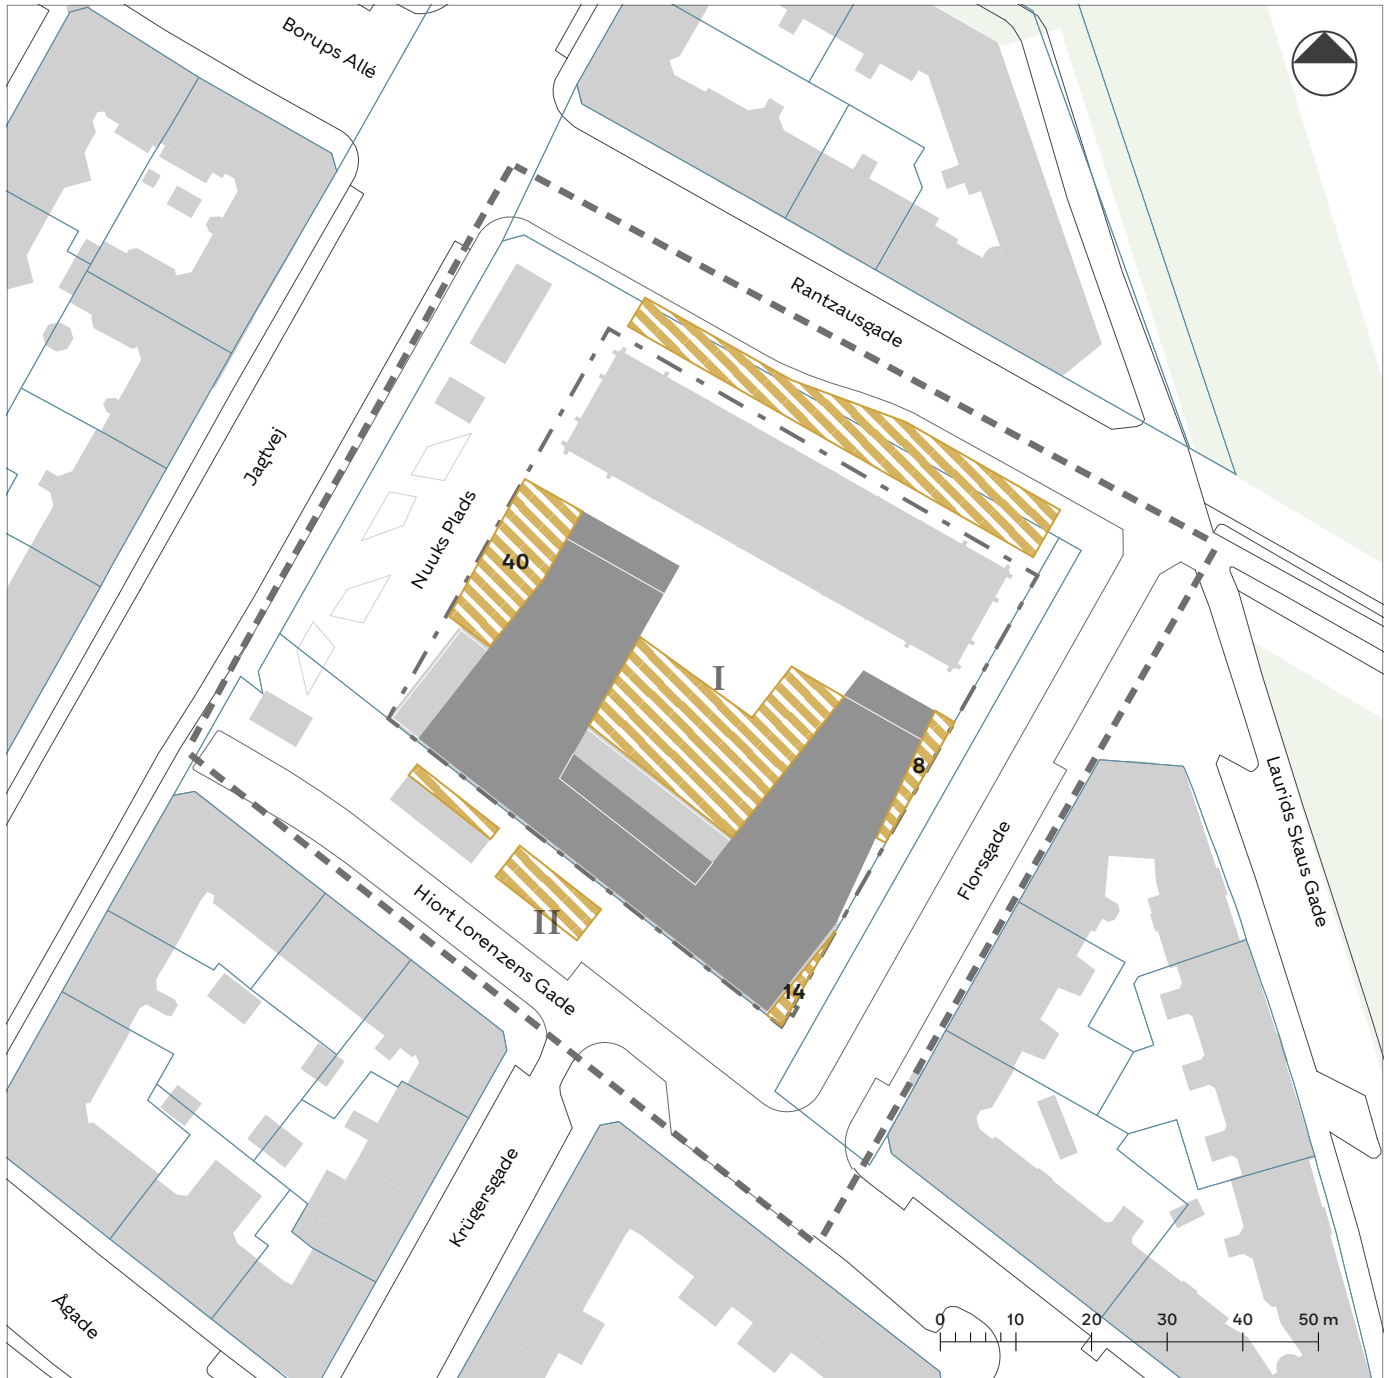 Borups Allé
Rantzausgade
Jagtvej
Nuuks Plads
40
I
8
Laurids Skaus Gade
Florsgade
Hiort Lorenzens Gade
II
14
Krügersgade
Ågade
0 10 20 30 40 50 m